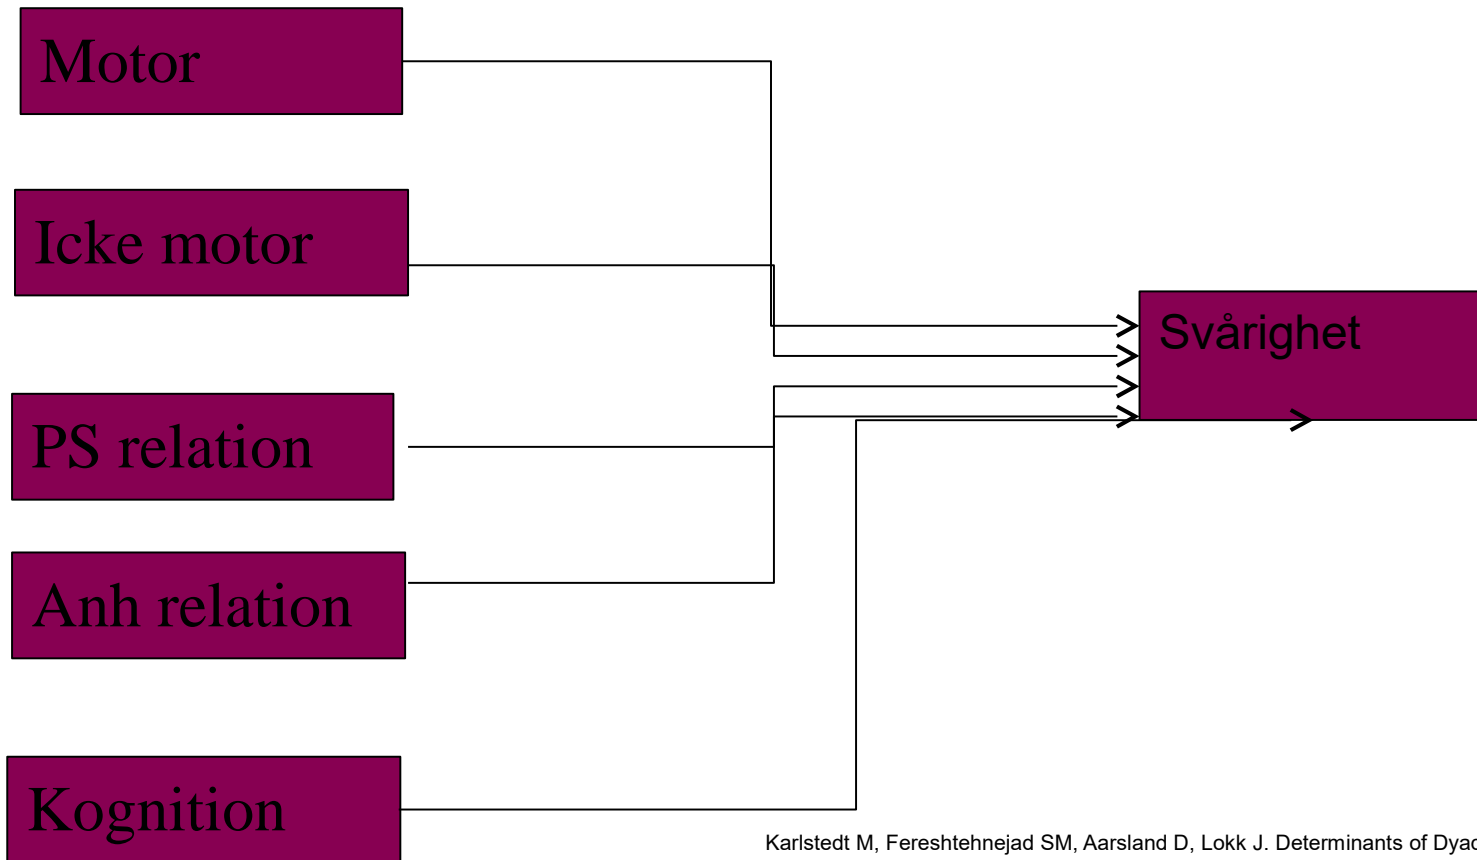 Motor
Icke motor
Svårighet
PS relation
Anh relation
Kognition
Karlstedt M, Fereshtehnejad SM, Aarsland D, Lokk J. Determinants of Dyad